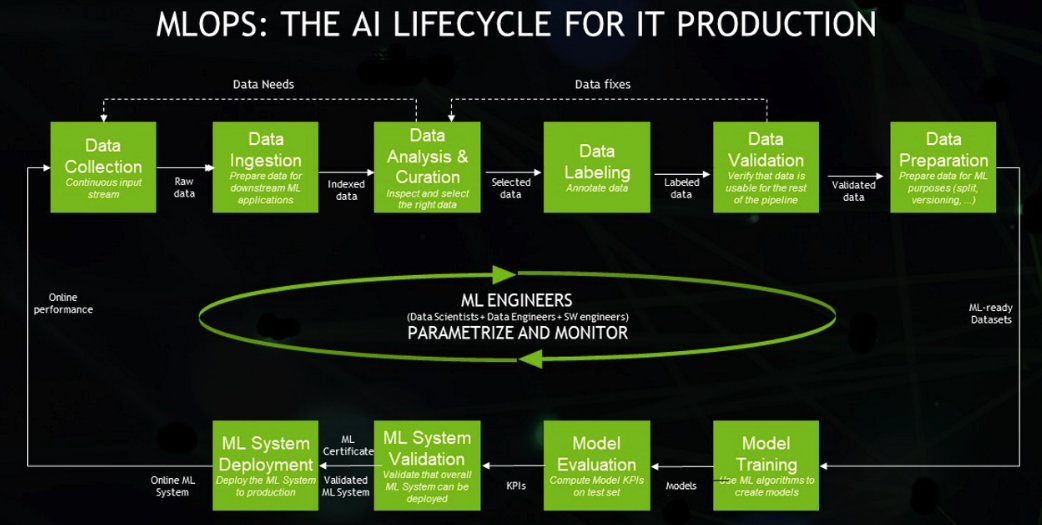 MLOPS: THE AI LIFECYCLE FOR IT PRODUCTION
Data Needs
Data fixes
Data
Collection
Continuous input
stream
Raw
data
Data
Ingestion
Prepare data for
downstream ML
applications
Indexed
data
Data
Analysis &
Curation
Inspect and select
the right data
Selected
data
Data
Labeling
Annotate data
Labeled
data
Data
Validation
Verify that data is
usable for the rest
of the pipeline
Validated
data
Data
Preparation
Prepare data for ML
purposes (split,
versioning, ...)
Online
performance
ML ENGINEERS
(Data Scientists+ Data Engineers+ SW engineers)
PARAMETRIZE AND MONITOR
ML-ready
Datasets
Online ML
System
ML System
Deployment
Deploy the ML System
to production
ML
Certificate
Validated
ML System
ML System
Validation
Validate that overall
ML System can be
deployed
KPIs
Model
Evaluation
Compute Model KPIs
on test set
Models
Model
Training
Use ML algorithms to
create models